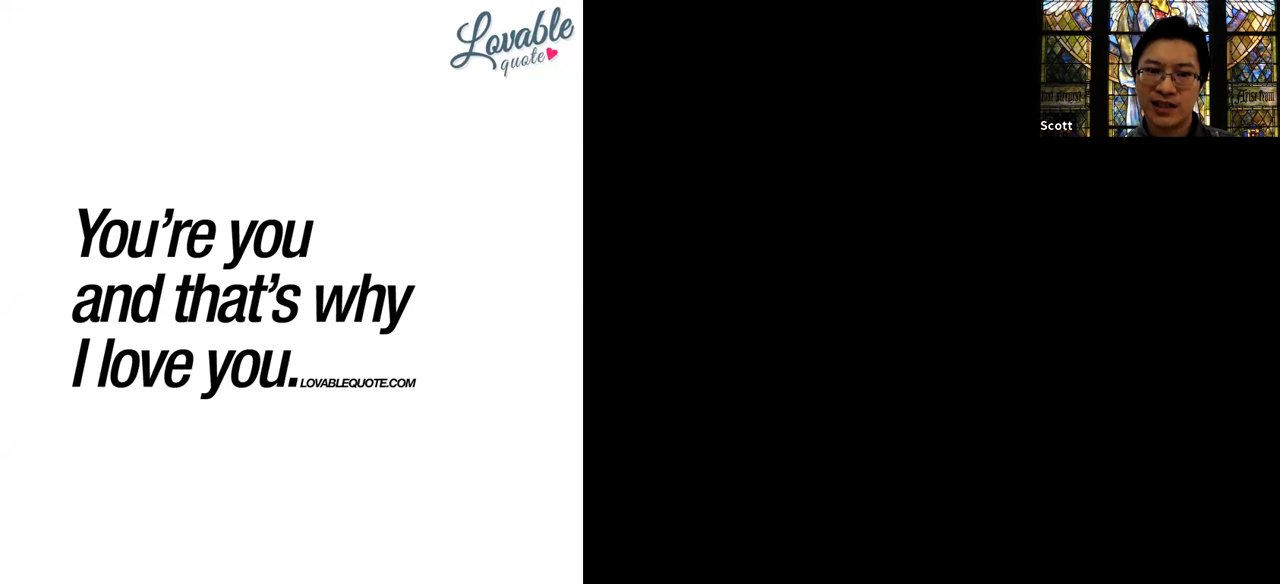 Lovable
quote
Scott
You're you
and that's why
I love you.
LOVABLEQUOTE.COM